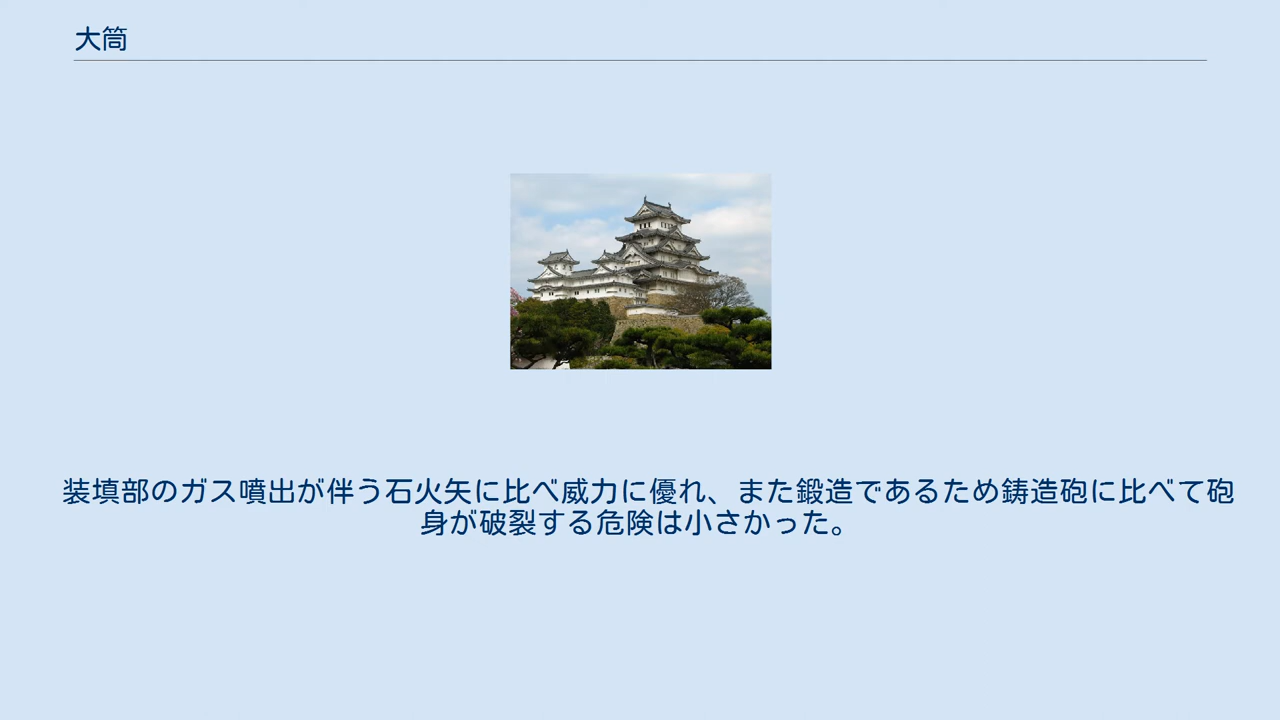 大筒
装填部のガス噴出が伴う石火矢に比べ威力に優れ、また鍛造であるため鋳造砲に比べて砲
身が破裂する危険は小さかった。